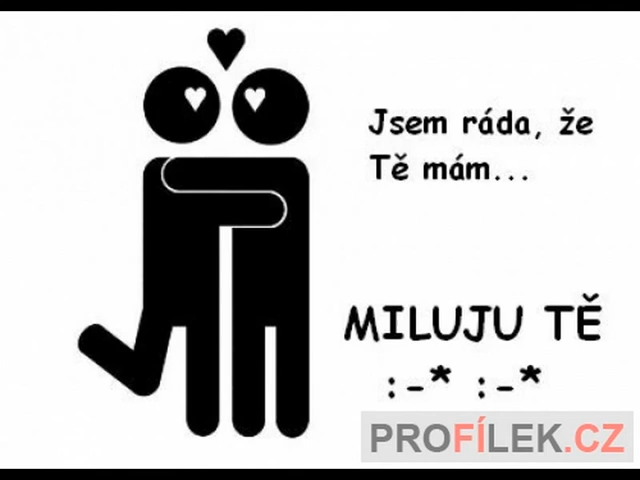 Jsem ráda, že
Tě mám...
MILUJU TĚ
:-* :-*
PROFÍLEK.CZ